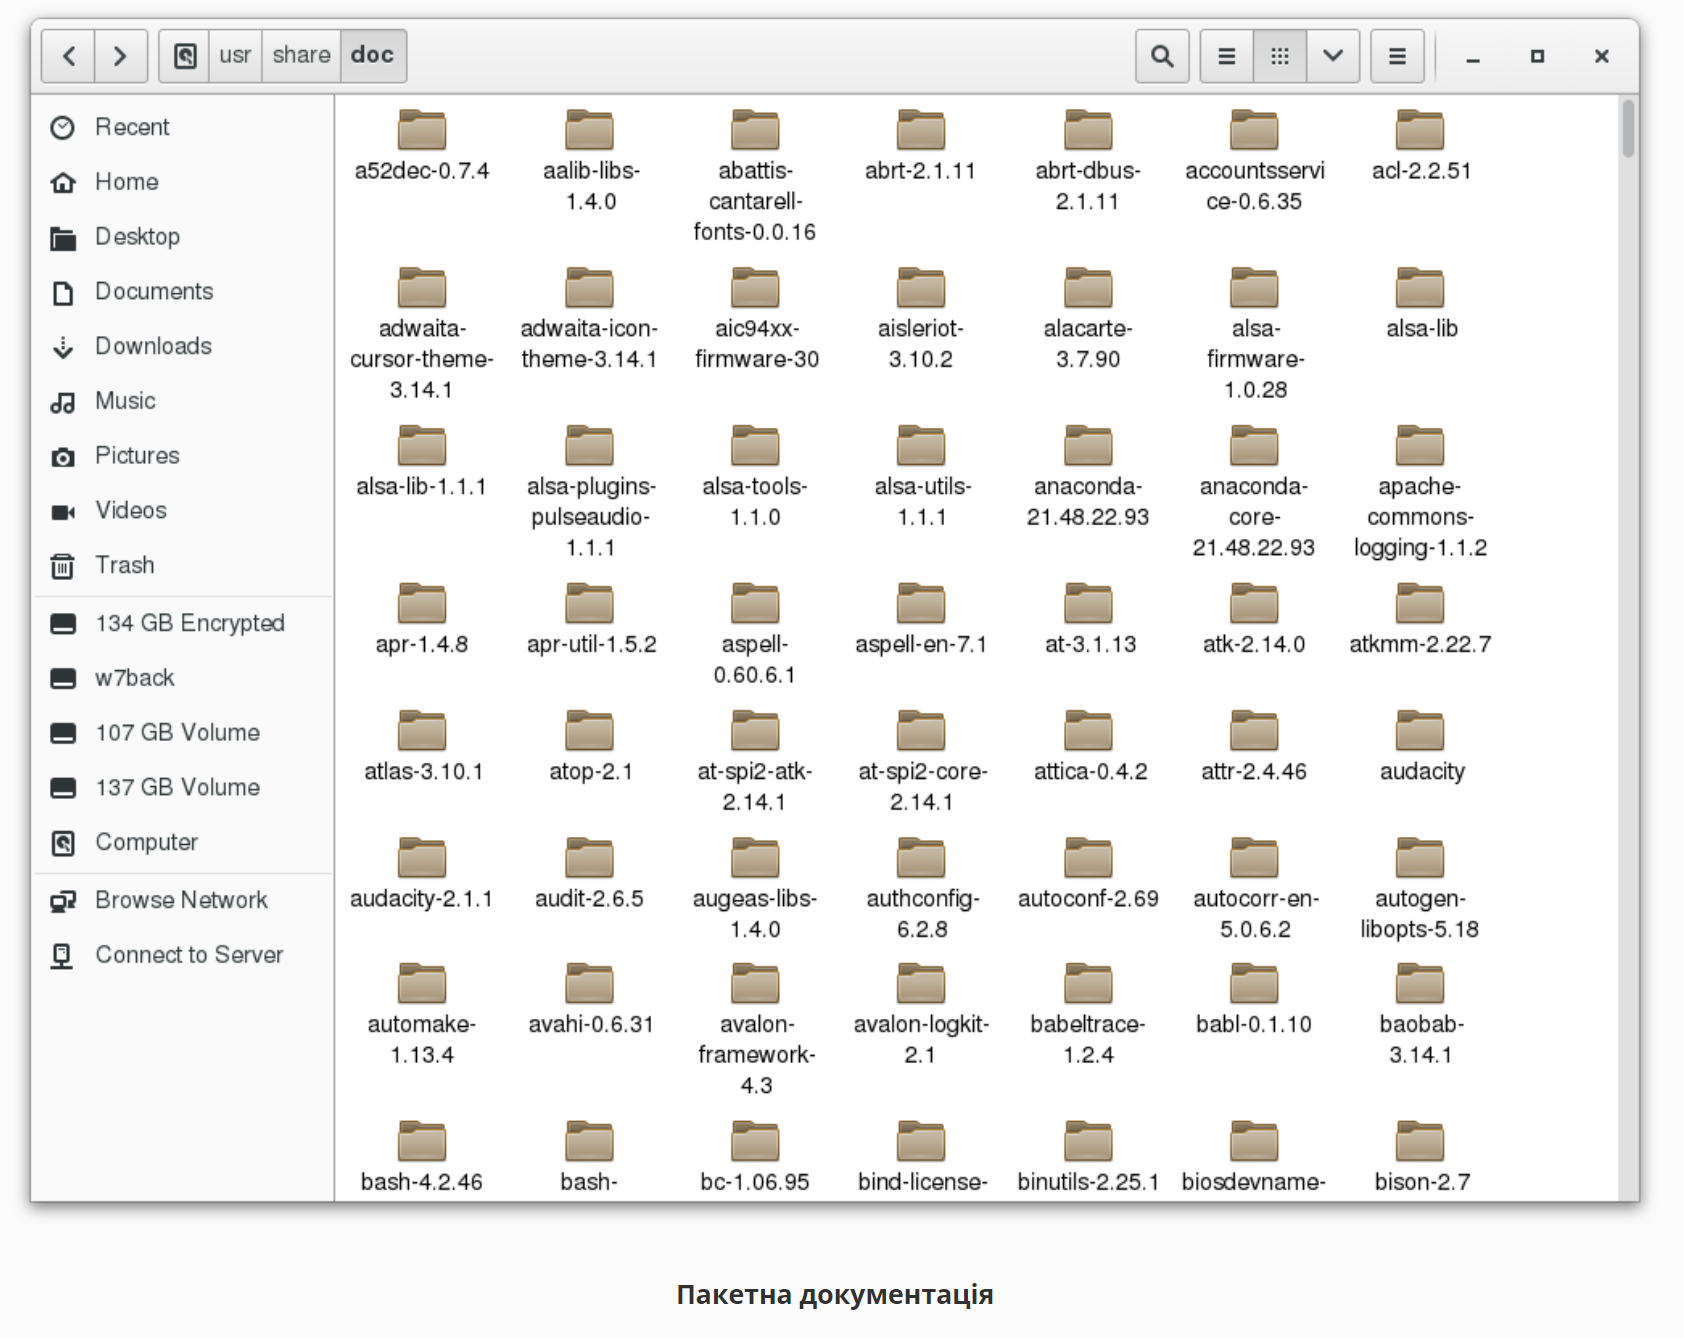 usr share doc
Recent
Home
Desktop
Documents
Downloads
Music
Pictures
Videos
Trash
134 GB Encrypted
w7back
107 GB Volume
137 GB Volume
Computer
Browse Network
Connect to Server
a52dec-0.7.4
aalib-libs-
1.4.0
abattis-
cantarell-
fonts-0.0.16
abrt-2.1.11
abrt-dbus-
2.1.11
accountsservi
ce-0.6.35
acl-2.2.51
adwaita-
cursor-theme-
3.14.1
adwaita-icon-
theme-3.14.1
aic94xx-
firmware-30
aisleriot-
3.10.2
alacarte-
3.7.90
alsa-
firmware-
1.0.28
alsa-lib
alsa-lib-1.1.1
alsa-plugins-
pulseaudio-
1.1.1
alsa-tools-
1.1.0
alsa-utils-
1.1.1
anaconda-
21.48.22.93
anaconda-
core-
21.48.22.93
apache-
commons-
logging-1.1.2
apr-1.4.8
apr-util-1.5.2
aspell-
0.60.6.1
aspell-en-7.1
at-3.1.13
atk-2.14.0
atkmm-2.22.7
atlas-3.10.1
atop-2.1
at-spi2-atk-
2.14.1
at-spi2-core-
2.14.1
attica-0.4.2
attr-2.4.46
audacity
audacity-2.1.1
audit-2.6.5
augeas-libs-
1.4.0
authconfig-
6.2.8
autoconf-2.69
autocorr-en-
5.0.6.2
autogen-
libopts-5.18
automake-
1.13.4
avahi-0.6.31
avalon-
framework-
4.3
avalon-logkit-
2.1
babeltrace-
1.2.4
babl-0.1.10
baobab-
3.14.1
bash-4.2.46
bash-
bc-1.06.95
bind-license-
binutils-2.25.1
biosdevname-
bison-2.7
Пакетна документація